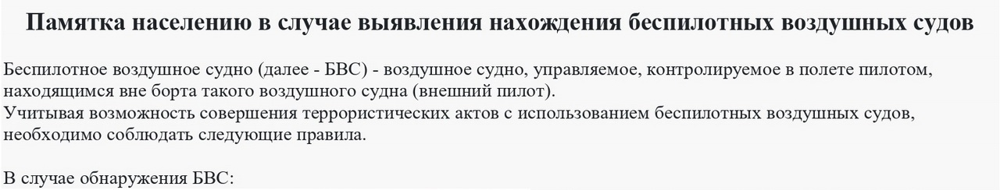 Памятка населению в случае выявления нахождения беспилотных воздушных судов
Беспилотное воздушное судно (далее - БВС) - воздушное судно, управляемое, контролируемое в полете пилотом,
находящимся вне борта такого воздушного судна (внешний пилот).
Учитывая возможность совершения террористических актов с использованием беспилотных воздушных судов,
необходимо соблюдать следующие правила.
В случае обнаружения БВС: